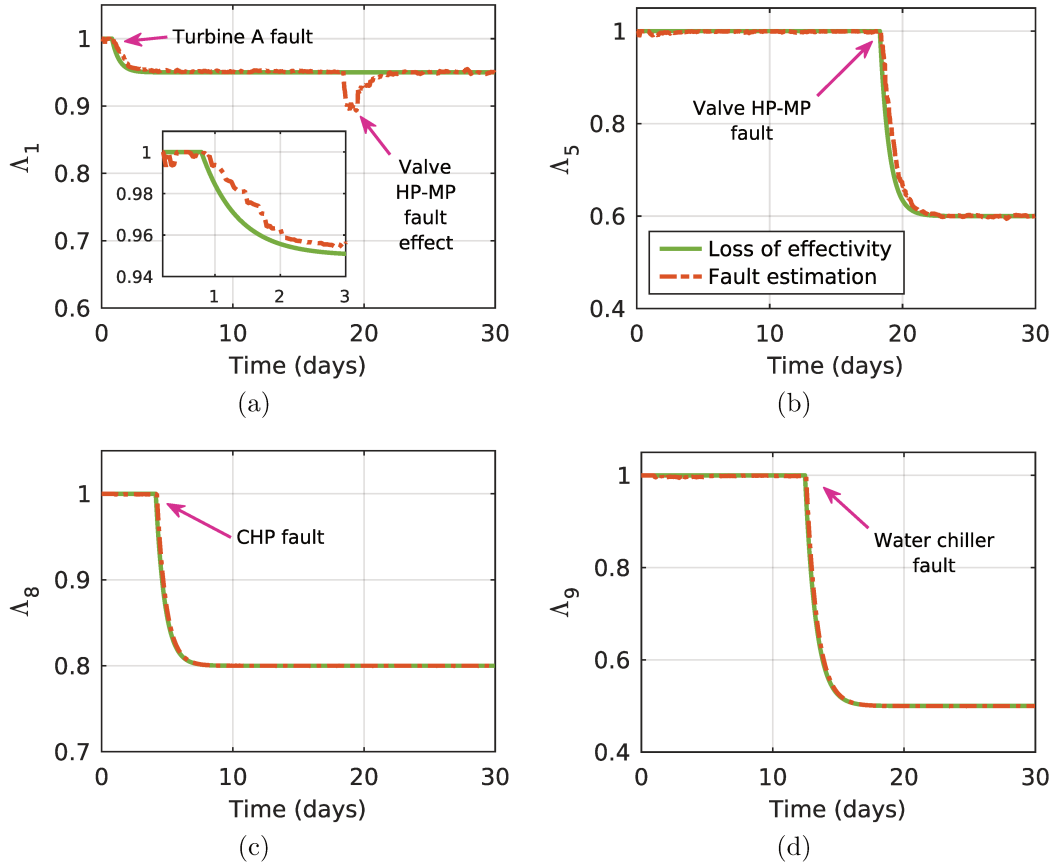 1
0.9
0.8
0.7
0.6
Λ1
Turbine A fault
Valve
HP-MP
fault
effect
1
0.98
0.96
0.94
1 2 3
0 10 20 30
Time (days)
(a)
1
0.8
0.6
0.4
Λ5
Valve HP-MP
fault
Loss of effectivity
Fault estimation
0 10 20 30
Time (days)
(b)
1
0.9
0.8
0.7
Λ8
CHP fault
0 10 20 30
Time (days)
(c)
1
0.8
0.6
0.4
Λ9
Water chiller
fault
0 10 20 30
Time (days)
(d)